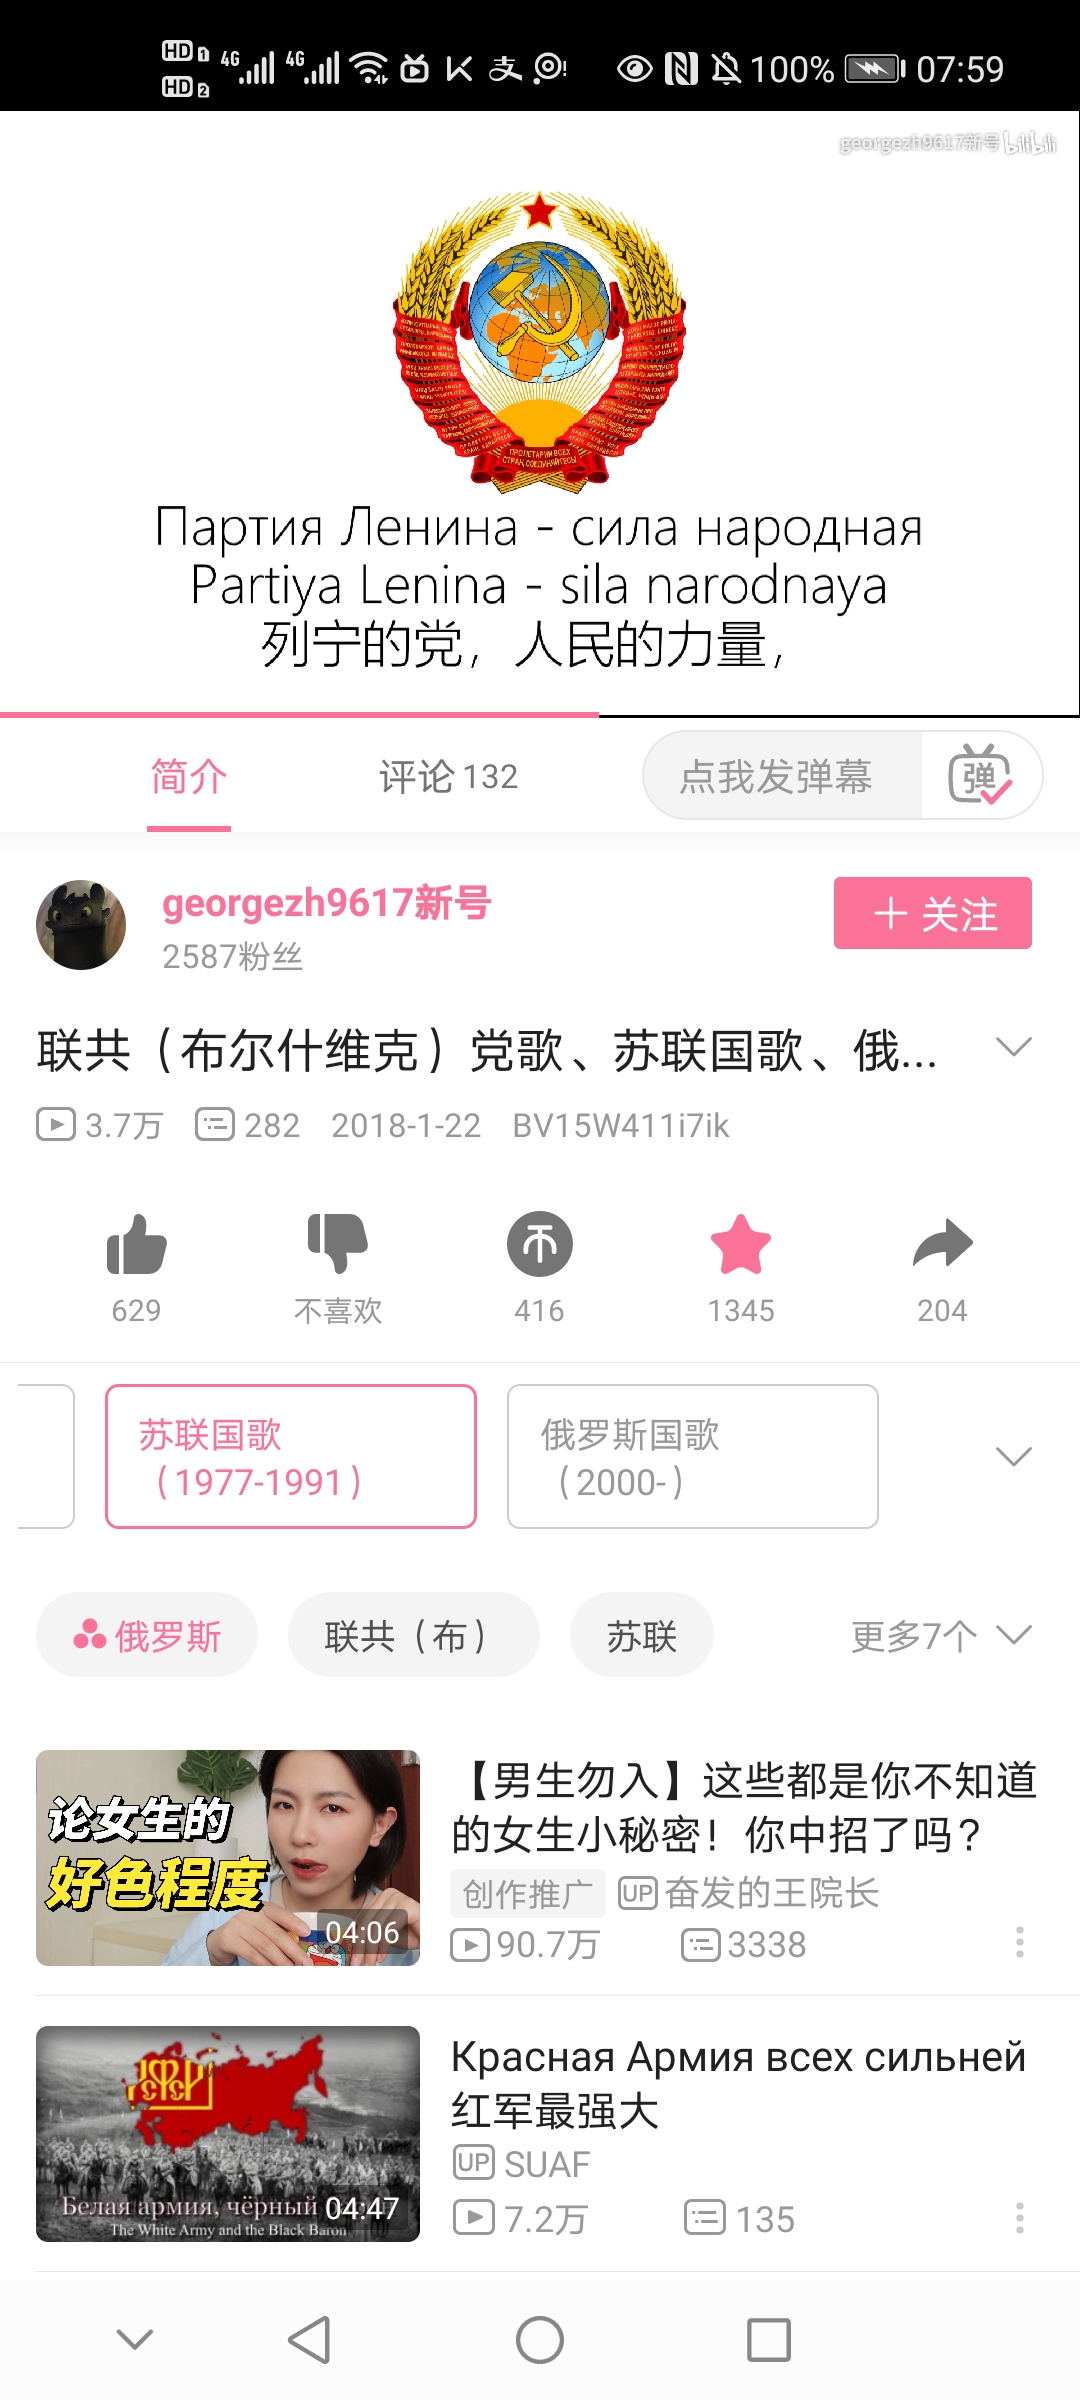 HD 1 4G 4G 100% 07:59
HD 2
georgezh9617新号 bilibili
ПРОЛЕТАРИИ ВСЕХ
СТРАН, СОЕДИНЯЙТЕСЬ!
Партия Ленина - сила народная
Partiya Lenina - sila narodnaya
列宁的党，人民的力量，
简介 评论 132 点我发弹幕 弹
georgezh9617新号
2587粉丝
＋ 关注
联共（布尔什维克）党歌、苏联国歌、俄...
3.7万 282 2018-1-22 BV15W411i7ik
629 不喜欢 416 1345 204
苏联国歌
（1977-1991）
俄罗斯国歌
（2000-）
俄罗斯 联共（布） 苏联 更多7个
论女生的
好色程度
04:06
【男生勿入】这些都是你不知道
的女生小秘密！你中招了吗？
创作推广 UP 奋发的王院长
90.7万 3338
Белая армия, чёрный
04:47
The White Army and the Black Baron
Красная Армия всех сильней
红军最强大
UP SUAF
7.2万 135